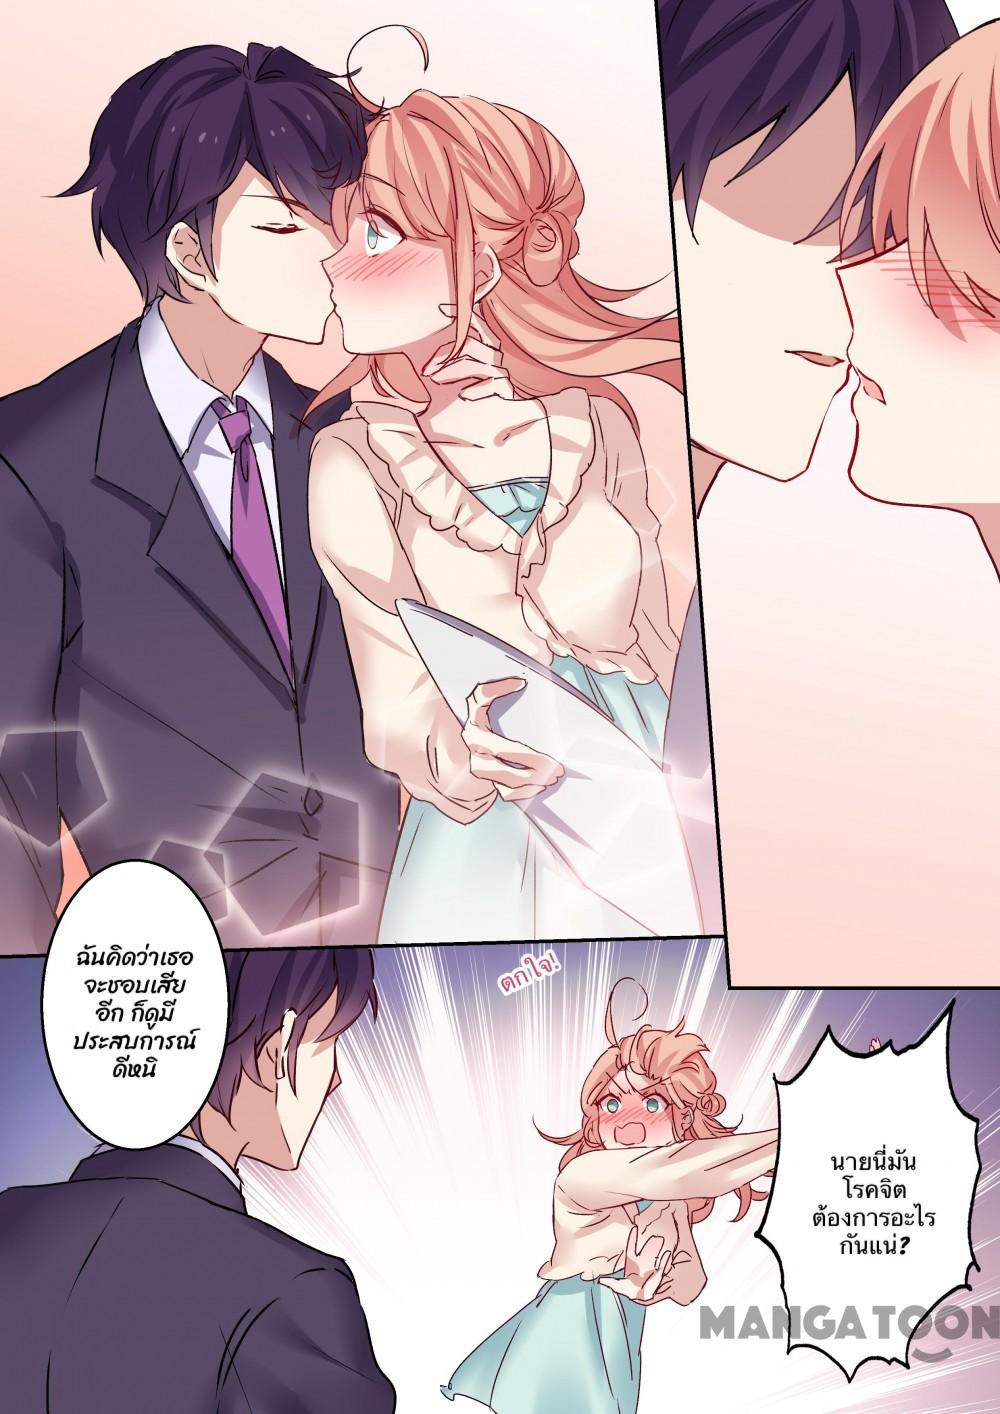 ตกใจ!
ฉันคิดว่าเธอ
จะชอบเสีย
อีก ก็ดูมี
ประสบการณ์
ดีหนิ
นายนี่มัน
โรคจิต
ต้องการอะไร
กันแน่?
MANGATOON